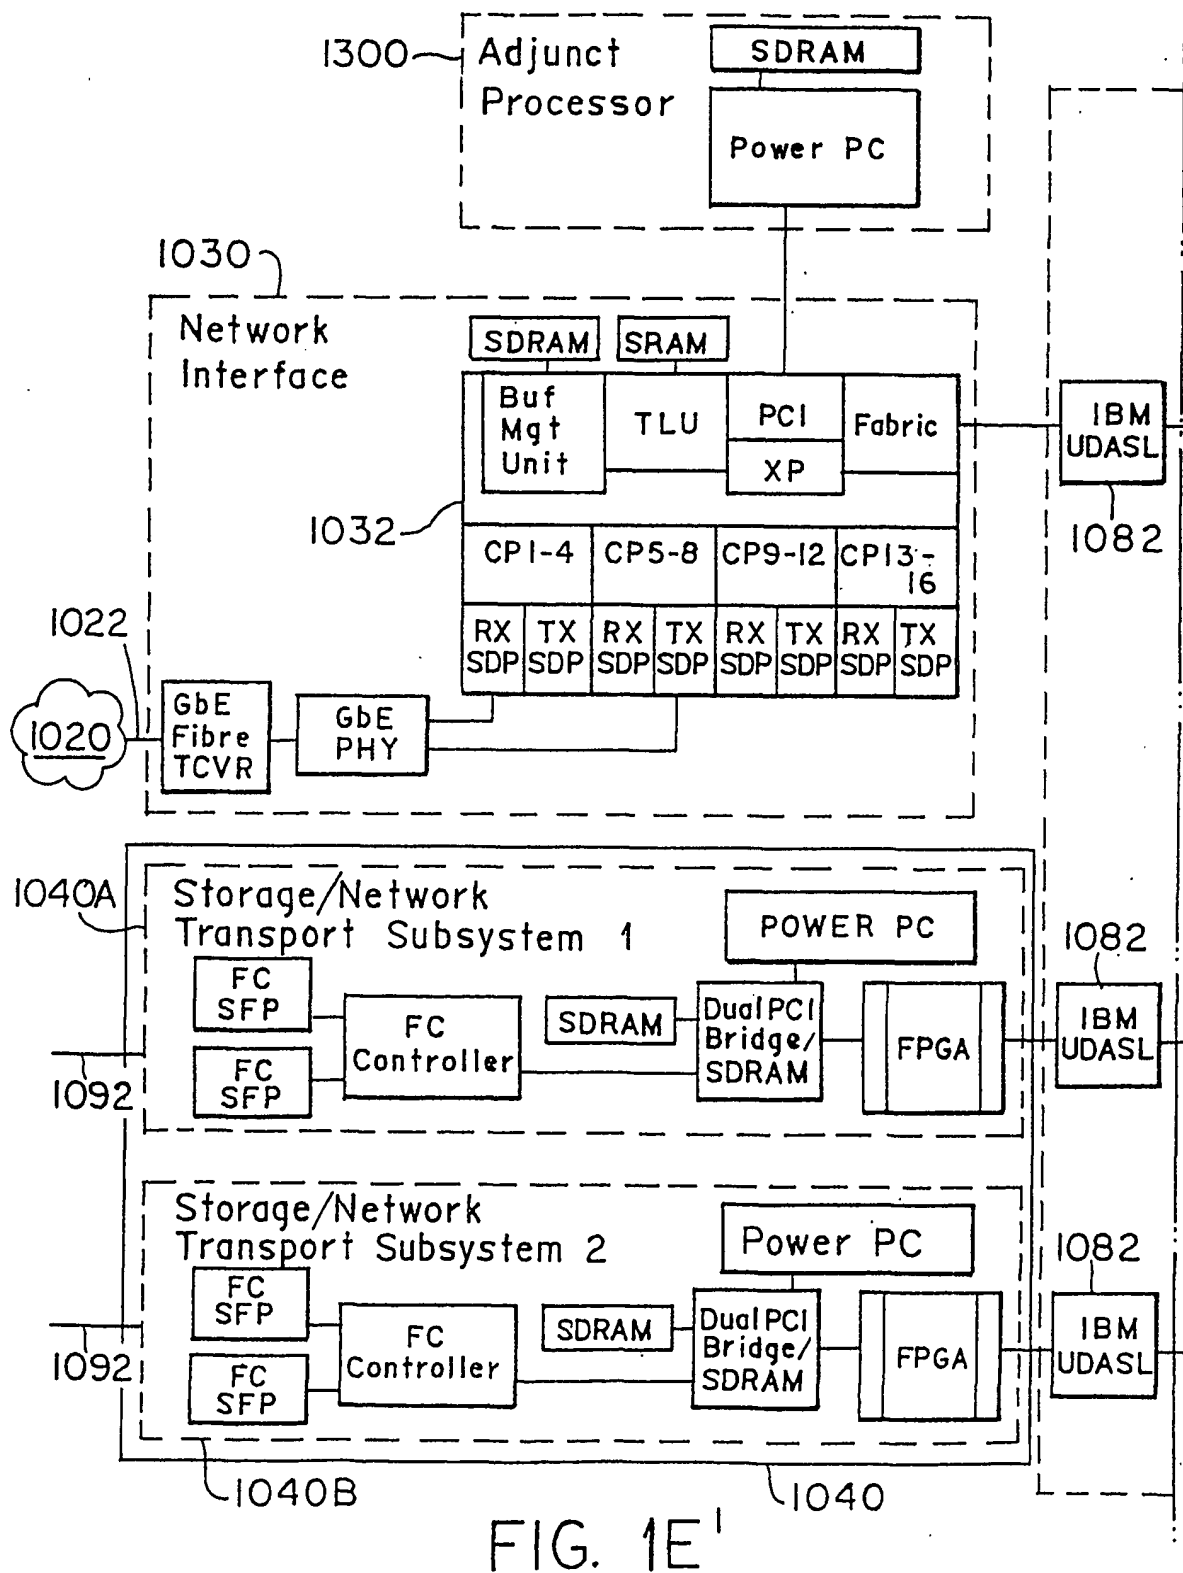 1300
Adjunct
Processor
SDRAM
Power PC
1030
Network
Interface
SDRAM
SRAM
Buf
Mgt
Unit
TLU
PCI
XP
Fabric
IBM
UDASL
1082
1032
CP1-4
CP5-8
CP9-12
CP13-
16
RX
SDP
TX
SDP
RX
SDP
TX
SDP
RX
SDP
TX
SDP
RX
SDP
TX
SDP
1022
1020
GbE
Fibre
TCVR
GbE
PHY
1040A
Storage/Network
Transport Subsystem 1
POWER PC
1082
FC
SFP
FC
SFP
FC
Controller
SDRAM
Dual PCI
Bridge/
SDRAM
FPGA
IBM
UDASL
1092
Storage/Network
Transport Subsystem 2
Power PC
1082
FC
SFP
FC
SFP
FC
Controller
SDRAM
Dual PCI
Bridge/
SDRAM
FPGA
IBM
UDASL
1092
1040B
1040
FIG. 1E'